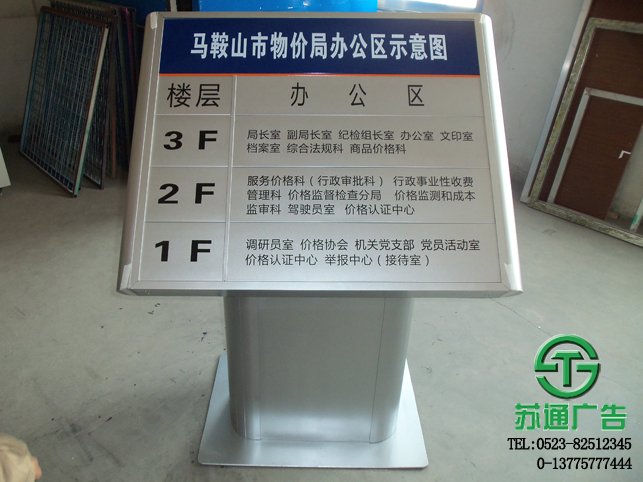 马鞍山市物价局办公区示意图
楼层 办公区
3F 局长室 副局长室 纪检组长室 办公室 文印室
档案室 综合法规科 商品价格科
2F 服务价格科（行政审批科） 行政事业性收费
管理科 价格监督检查分局 价格监测和成本
监审科 驾驶员室 价格认证中心
1F 调研员室 价格协会 机关党支部 党员活动室
价格认证中心 举报中心（接待室）
苏通广告
TEL:0523-82512345
0-13775777444